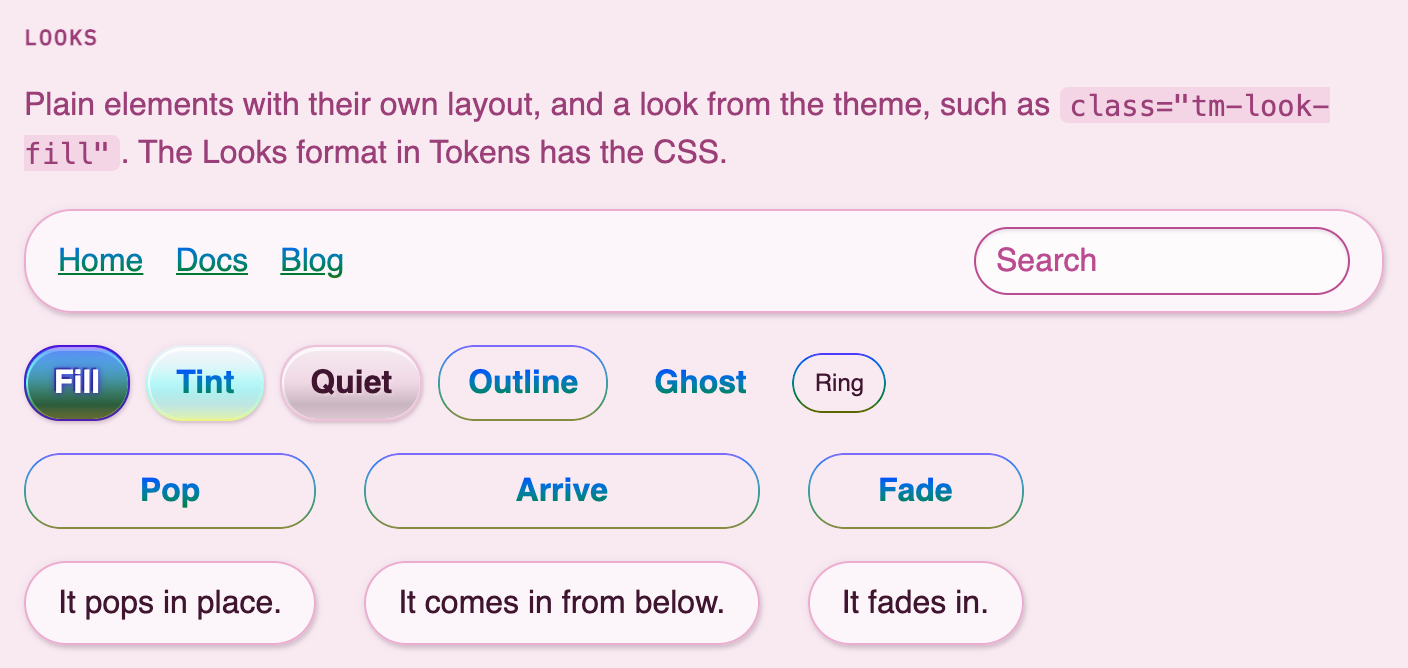 LOOKS
Plain elements with their own layout, and a look from the theme, such as class="tm-look-
fill". The Looks format in Tokens has the CSS.
Home Docs Blog Search
Fill Tint Quiet Outline Ghost Ring
Pop Arrive Fade
It pops in place. It comes in from below. It fades in.